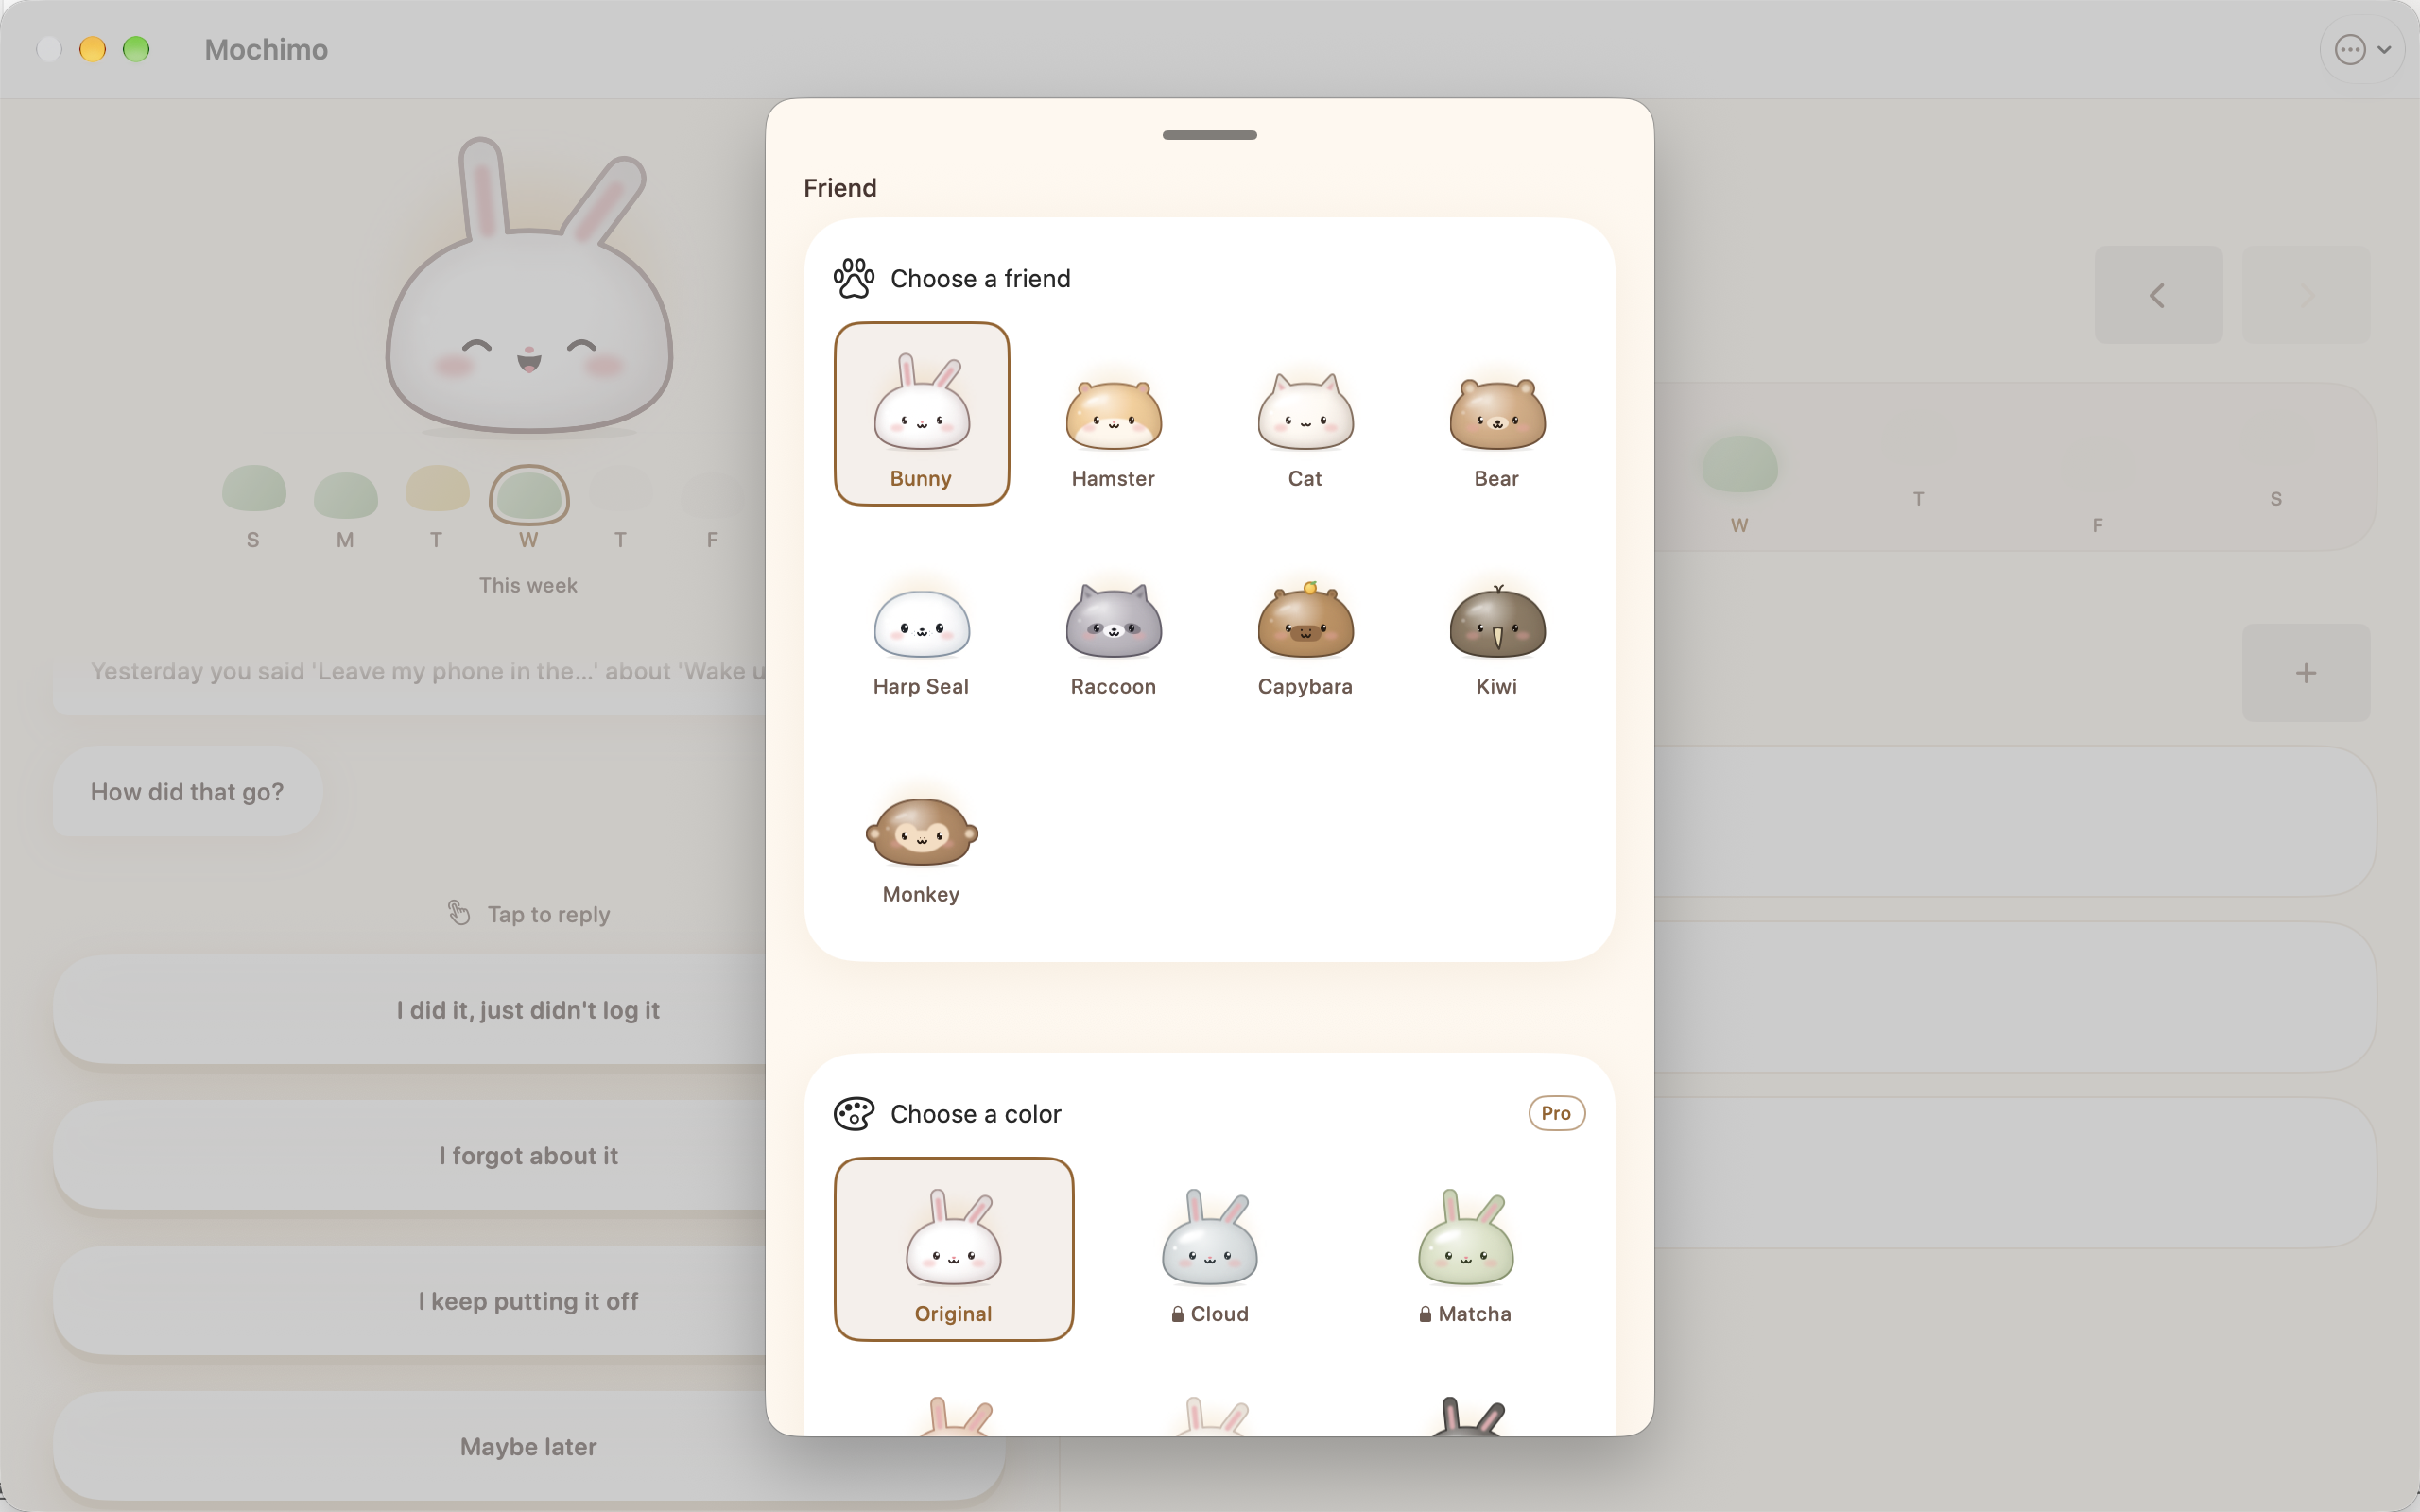 Mochimo
S M T W T F
This week
Yesterday you said 'Leave my phone in the...' about 'Wake u
How did that go?
Tap to reply
I did it, just didn't log it
I forgot about it
I keep putting it off
Maybe later
Friend
Choose a friend
Bunny
Hamster
Cat
Bear
Harp Seal
Raccoon
Capybara
Kiwi
Monkey
Choose a color
Pro
Original
Cloud
Matcha
W T F S